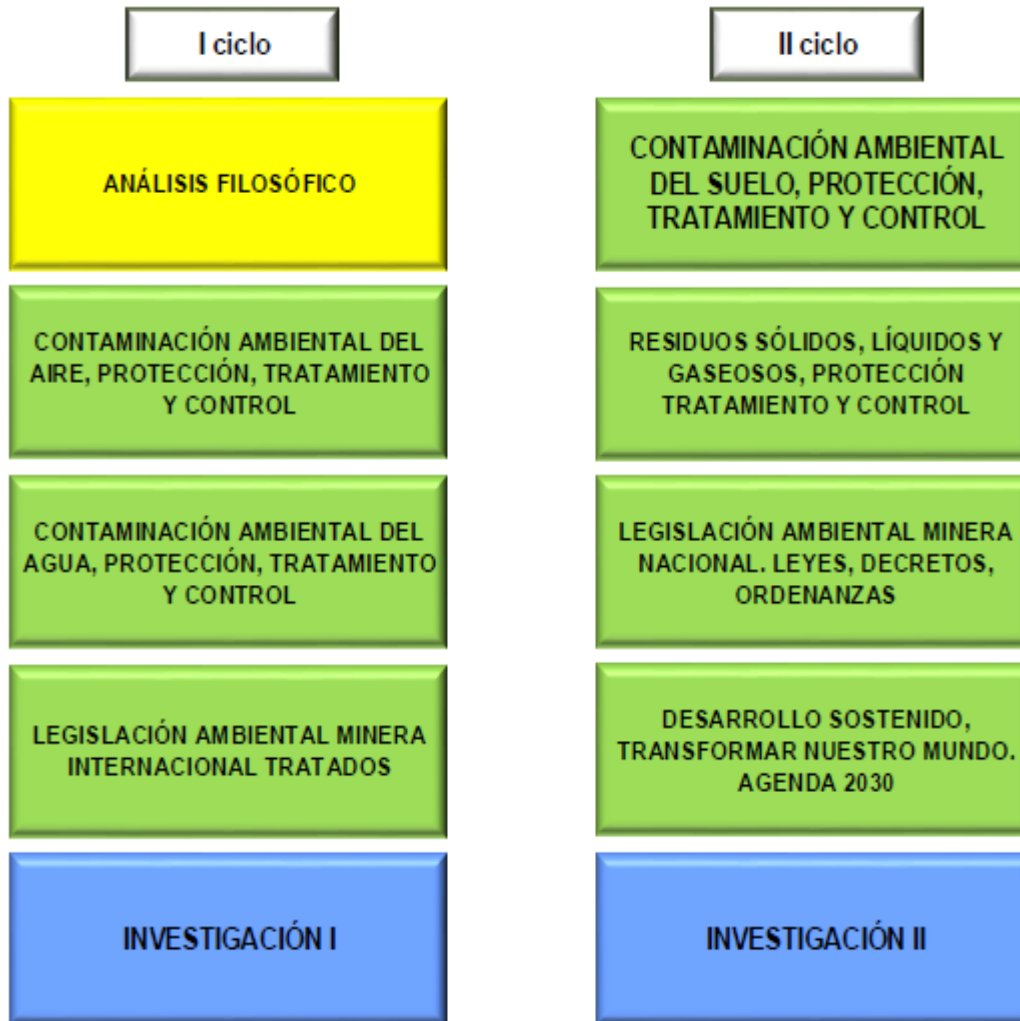 I ciclo
ANÁLISIS FILOSÓFICO
CONTAMINACIÓN AMBIENTAL DEL
AIRE, PROTECCIÓN, TRATAMIENTO
Y CONTROL
CONTAMINACIÓN AMBIENTAL DEL
AGUA, PROTECCIÓN, TRATAMIENTO
Y CONTROL
LEGISLACIÓN AMBIENTAL MINERA
INTERNACIONAL TRATADOS
INVESTIGACIÓN I
II ciclo
CONTAMINACIÓN AMBIENTAL
DEL SUELO, PROTECCIÓN,
TRATAMIENTO Y CONTROL
RESIDUOS SÓLIDOS, LÍQUIDOS Y
GASEOSOS, PROTECCIÓN
TRATAMIENTO Y CONTROL
LEGISLACIÓN AMBIENTAL MINERA
NACIONAL. LEYES, DECRETOS,
ORDENANZAS
DESARROLLO SOSTENIDO,
TRANSFORMAR NUESTRO MUNDO.
AGENDA 2030
INVESTIGACIÓN II